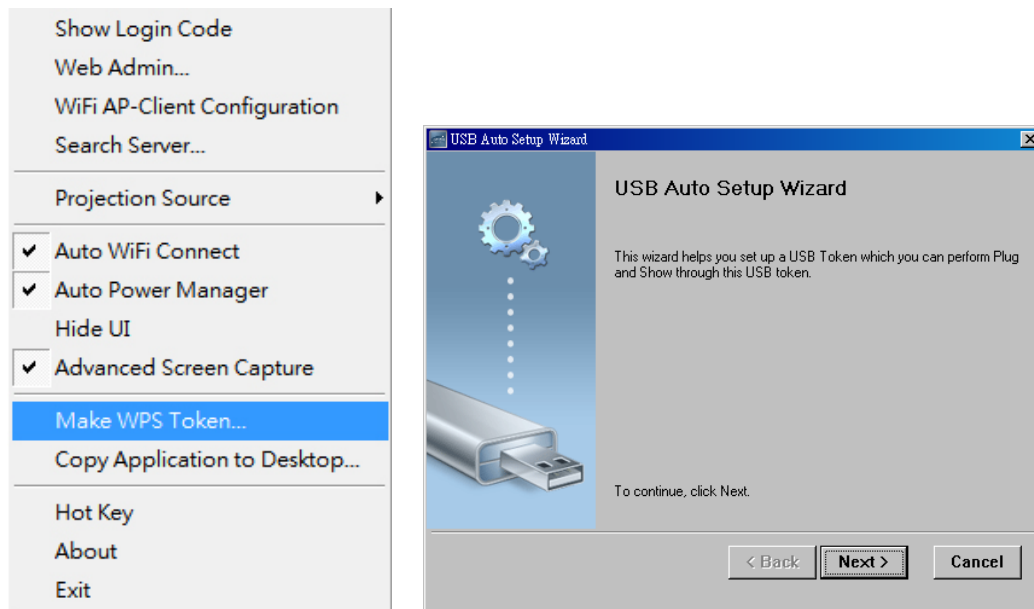 Show Login Code
Web Admin...
WiFi AP-Client Configuration
Search Server...
Projection Source
Auto WiFi Connect
Auto Power Manager
Hide UI
Advanced Screen Capture
Make WPS Token...
Copy Application to Desktop...
Hot Key
About
Exit
USB Auto Setup Wizard
USB Auto Setup Wizard
This wizard helps you set up a USB Token which you can perform Plug
and Show through this USB token.
To continue, click Next.
< Back
Next >
Cancel